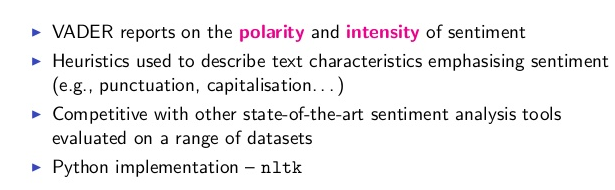 ▶ VADER reports on the polarity and intensity of sentiment
▶ Heuristics used to describe text characteristics emphasising sentiment
(e.g., punctuation, capitalisation. . . )
▶ Competitive with other state-of-the-art sentiment analysis tools
evaluated on a range of datasets
▶ Python implementation – nltk